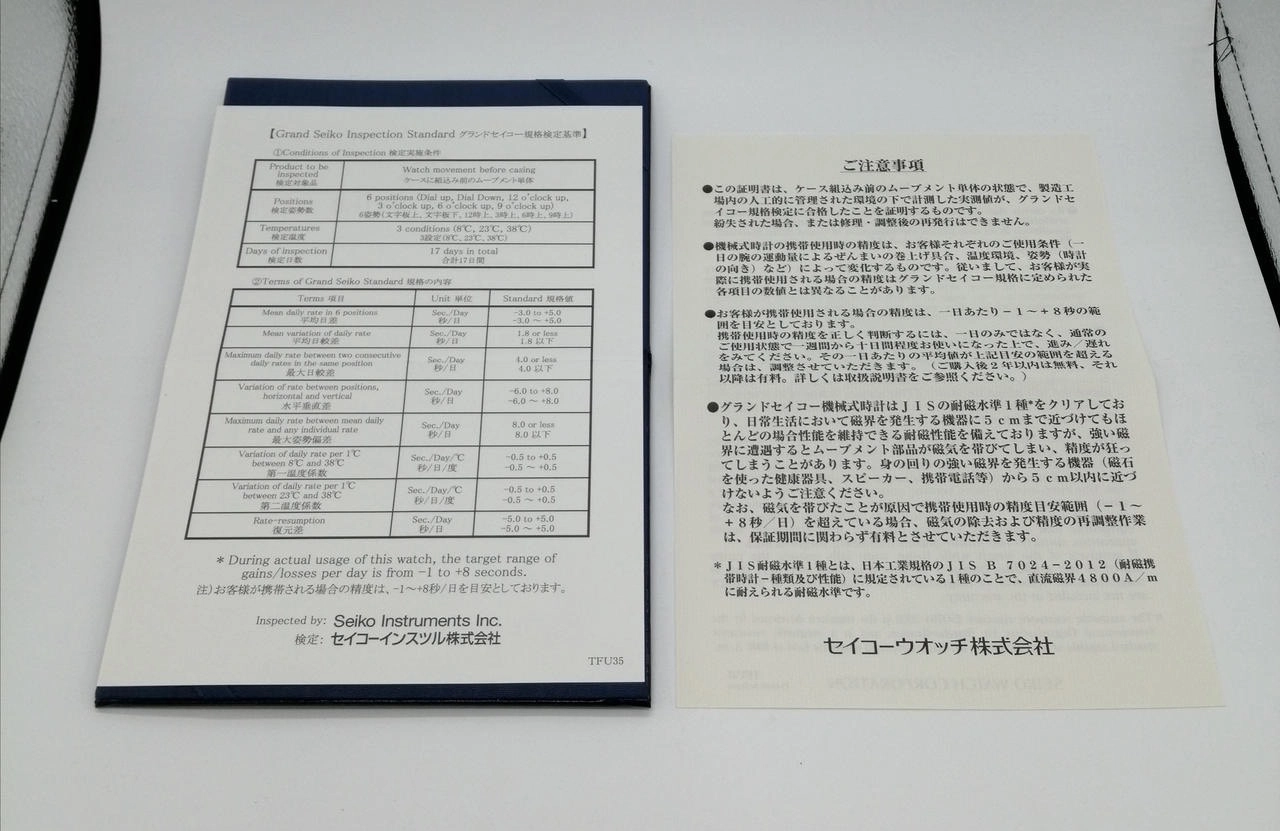 【Grand Seiko Inspection Standard グランドセイコー規格検定基準】
①Conditions of Inspection 検定実施条件
Product to be
inspected
検定対象品
Watch movement before casing
ケースに組込み前のムーブメント単体
Positions
検定姿勢数
6 positions (Dial up, Dial Down, 12 o'clock up,
3 o'clock up, 6 o'clock up, 9 o'clock up)
6姿勢(文字板上、文字板下、12時上、3時上、6時上、9時上)
Temperatures
検定温度
3 conditions (8℃, 23℃, 38℃)
3設定(8℃、23℃、38℃)
Days of inspection
検定日数
17 days in total
合計17日間
②Terms of Grand Seiko Standard 規格の内容
Terms 項目 Unit 単位 Standard 規格値
Mean daily rate in 6 positions Sec./Day -3.0 to +5.0
平均日差 秒/日 -3.0 ～ +5.0
Mean variation of daily rate Sec./Day 1.8 or less
平均日較差 秒/日 1.8 以下
Maximum daily rate between two consecutive
daily rates in the same position
最大日較差
Sec./Day
秒/日
4.0 or less
4.0 以下
Variation of rate between positions,
horizontal and vertical
水平垂直差
Sec./Day
秒/日
-6.0 to +8.0
-6.0 ～ +8.0
Maximum daily rate between mean daily
rate and any individual rate
最大姿勢偏差
Sec./Day
秒/日
8.0 or less
8.0 以下
Variation of daily rate per 1℃
between 8℃ and 38℃
第一温度係数
Sec./Day/℃
秒/日/度
-0.5 to +0.5
-0.5 ～ +0.5
Variation of daily rate per 1℃
between 23℃ and 38℃
第二温度係数
Sec./Day/℃
秒/日/度
-0.5 to +0.5
-0.5 ～ +0.5
Rate-resumption Sec./Day -5.0 to +5.0
復元差 秒/日 -5.0 ～ +5.0
* During actual usage of this watch, the target range of
gains/losses per day is from -1 to +8 seconds.
注)お客様が携帯される場合の精度は、-1～+8秒/日を目安としております。
Inspected by: Seiko Instruments Inc.
検定: セイコーインスツル株式会社
TFU35
ご注意事項
●この証明書は、ケース組込み前のムーブメント単体の状態で、製造工
場内の人工的に管理された環境の下で計測した実測値が、グランドセ
イコー規格検定に合格したことを証明するものです。
紛失された場合、または修理・調整後の再発行はできません。
●機械式時計の携帯使用時の精度は、お客様それぞれのご使用条件（一
日の腕の運動量によるぜんまいの巻上げ具合、温度環境、姿勢（時計
の向き）など）によって変化するものです。従いまして、お客様が実
際に携帯使用される場合の精度はグランドセイコー規格に定められた
各項目の数値とは異なることがあります。
●お客様が携帯使用される場合の精度は、一日あたり－１～＋８秒の範
囲を目安としております。
携帯使用時の精度を正しく判断するには、一日のみではなく、通常の
ご使用状態で一週間から十日間程度お使いになった上で、進み／遅れ
をみてください。その一日あたりの平均値が上記目安の範囲を超える
場合は、調整させていただきます。（ご購入後２年以内は無料、それ
以降は有料。詳しくは取扱説明書をご参照ください。）
●グランドセイコー機械式時計はＪＩＳの耐磁水準１種*をクリアしてお
り、日常生活において磁界を発生する機器に５ｃｍまで近づけてもほ
とんどの場合性能を維持できる耐磁性能を備えておりますが、強い磁
界に遭遇するとムーブメント部品が磁気を帯びてしまい、精度が狂っ
てしまうことがあります。身の回りの強い磁界を発生する機器（磁石
を使った健康器具、スピーカー、携帯電話等）から５ｃｍ以内に近づ
けないようご注意ください。
なお、磁気を帯びたことが原因で携帯使用時の精度目安範囲（－１～
＋８秒／日）を超えている場合、磁気の除去および精度の再調整作業
は、保証期間に関わらず有料とさせていただきます。
＊ＪＩＳ耐磁水準１種とは、日本工業規格のＪＩＳ Ｂ ７０２４－２０１２（耐磁携
帯時計－種類及び性能）に規定されている１種のことで、直流磁界４８００Ａ／ｍ
に耐えられる耐磁水準です。
セイコーウオッチ株式会社